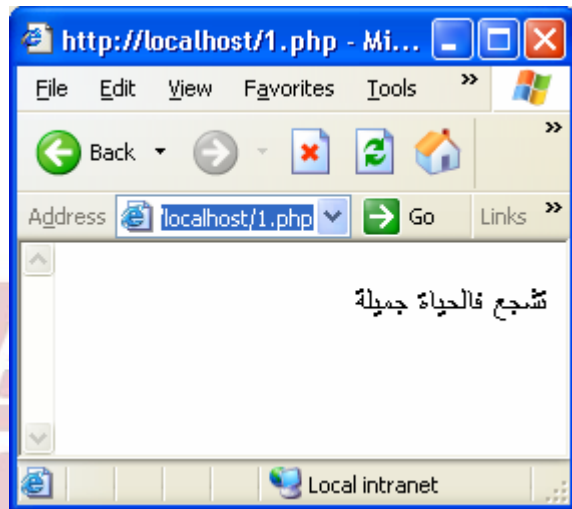 http://localhost/1.php - Mi...
File Edit View Favorites Tools »
Back »
Address localhost/1.php Go Links »
تشجع فالحياة جميلة
Local intranet